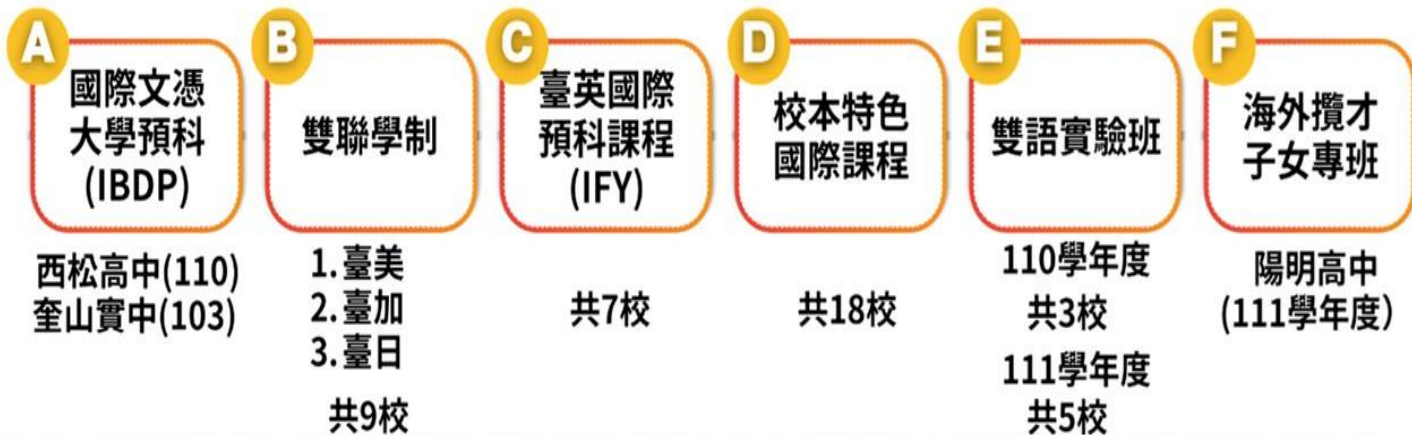 A
國際文憑
大學預科
(IBDP)
西松高中(110)
奎山實中(103)
B
雙聯學制
1.臺美
2.臺加
3.臺日
共9校
C
臺英國際
預科課程
(IFY)
共7校
D
校本特色
國際課程
共18校
E
雙語實驗班
110學年度
共3校
111學年度
共5校
F
海外攬才
子女專班
陽明高中
(111學年度)